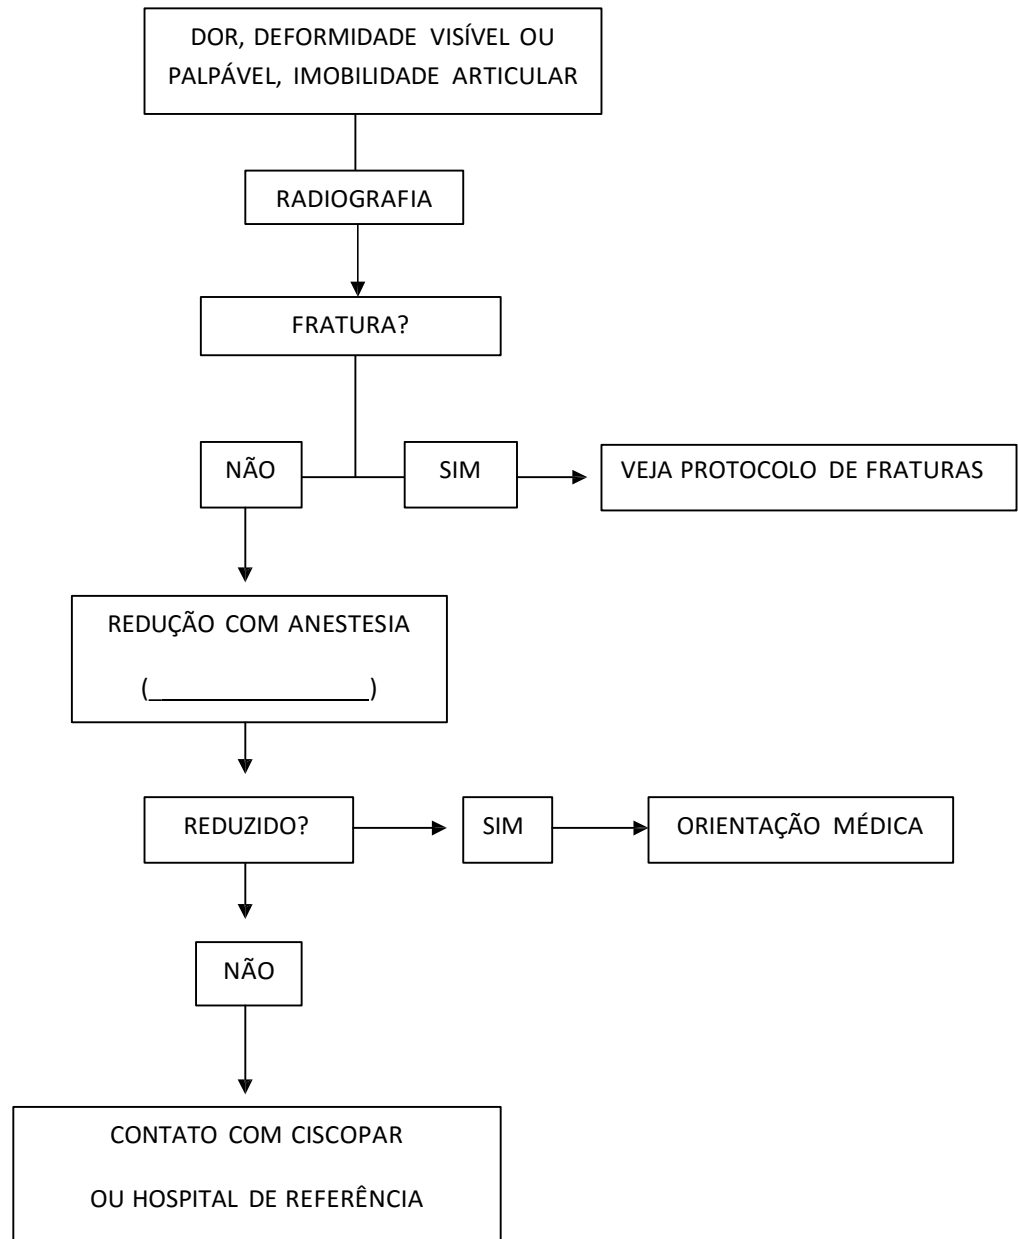 DOR, DEFORMIDADE VISÍVEL OU
PALPÁVEL, IMOBILIDADE ARTICULAR
RADIOGRAFIA
FRATURA?
NÃO
SIM
VEJA PROTOCOLO DE FRATURAS
REDUÇÃO COM ANESTESIA
(_________________)
REDUZIDO?
SIM
ORIENTAÇÃO MÉDICA
NÃO
CONTATO COM CISCOPAR
OU HOSPITAL DE REFERÊNCIA